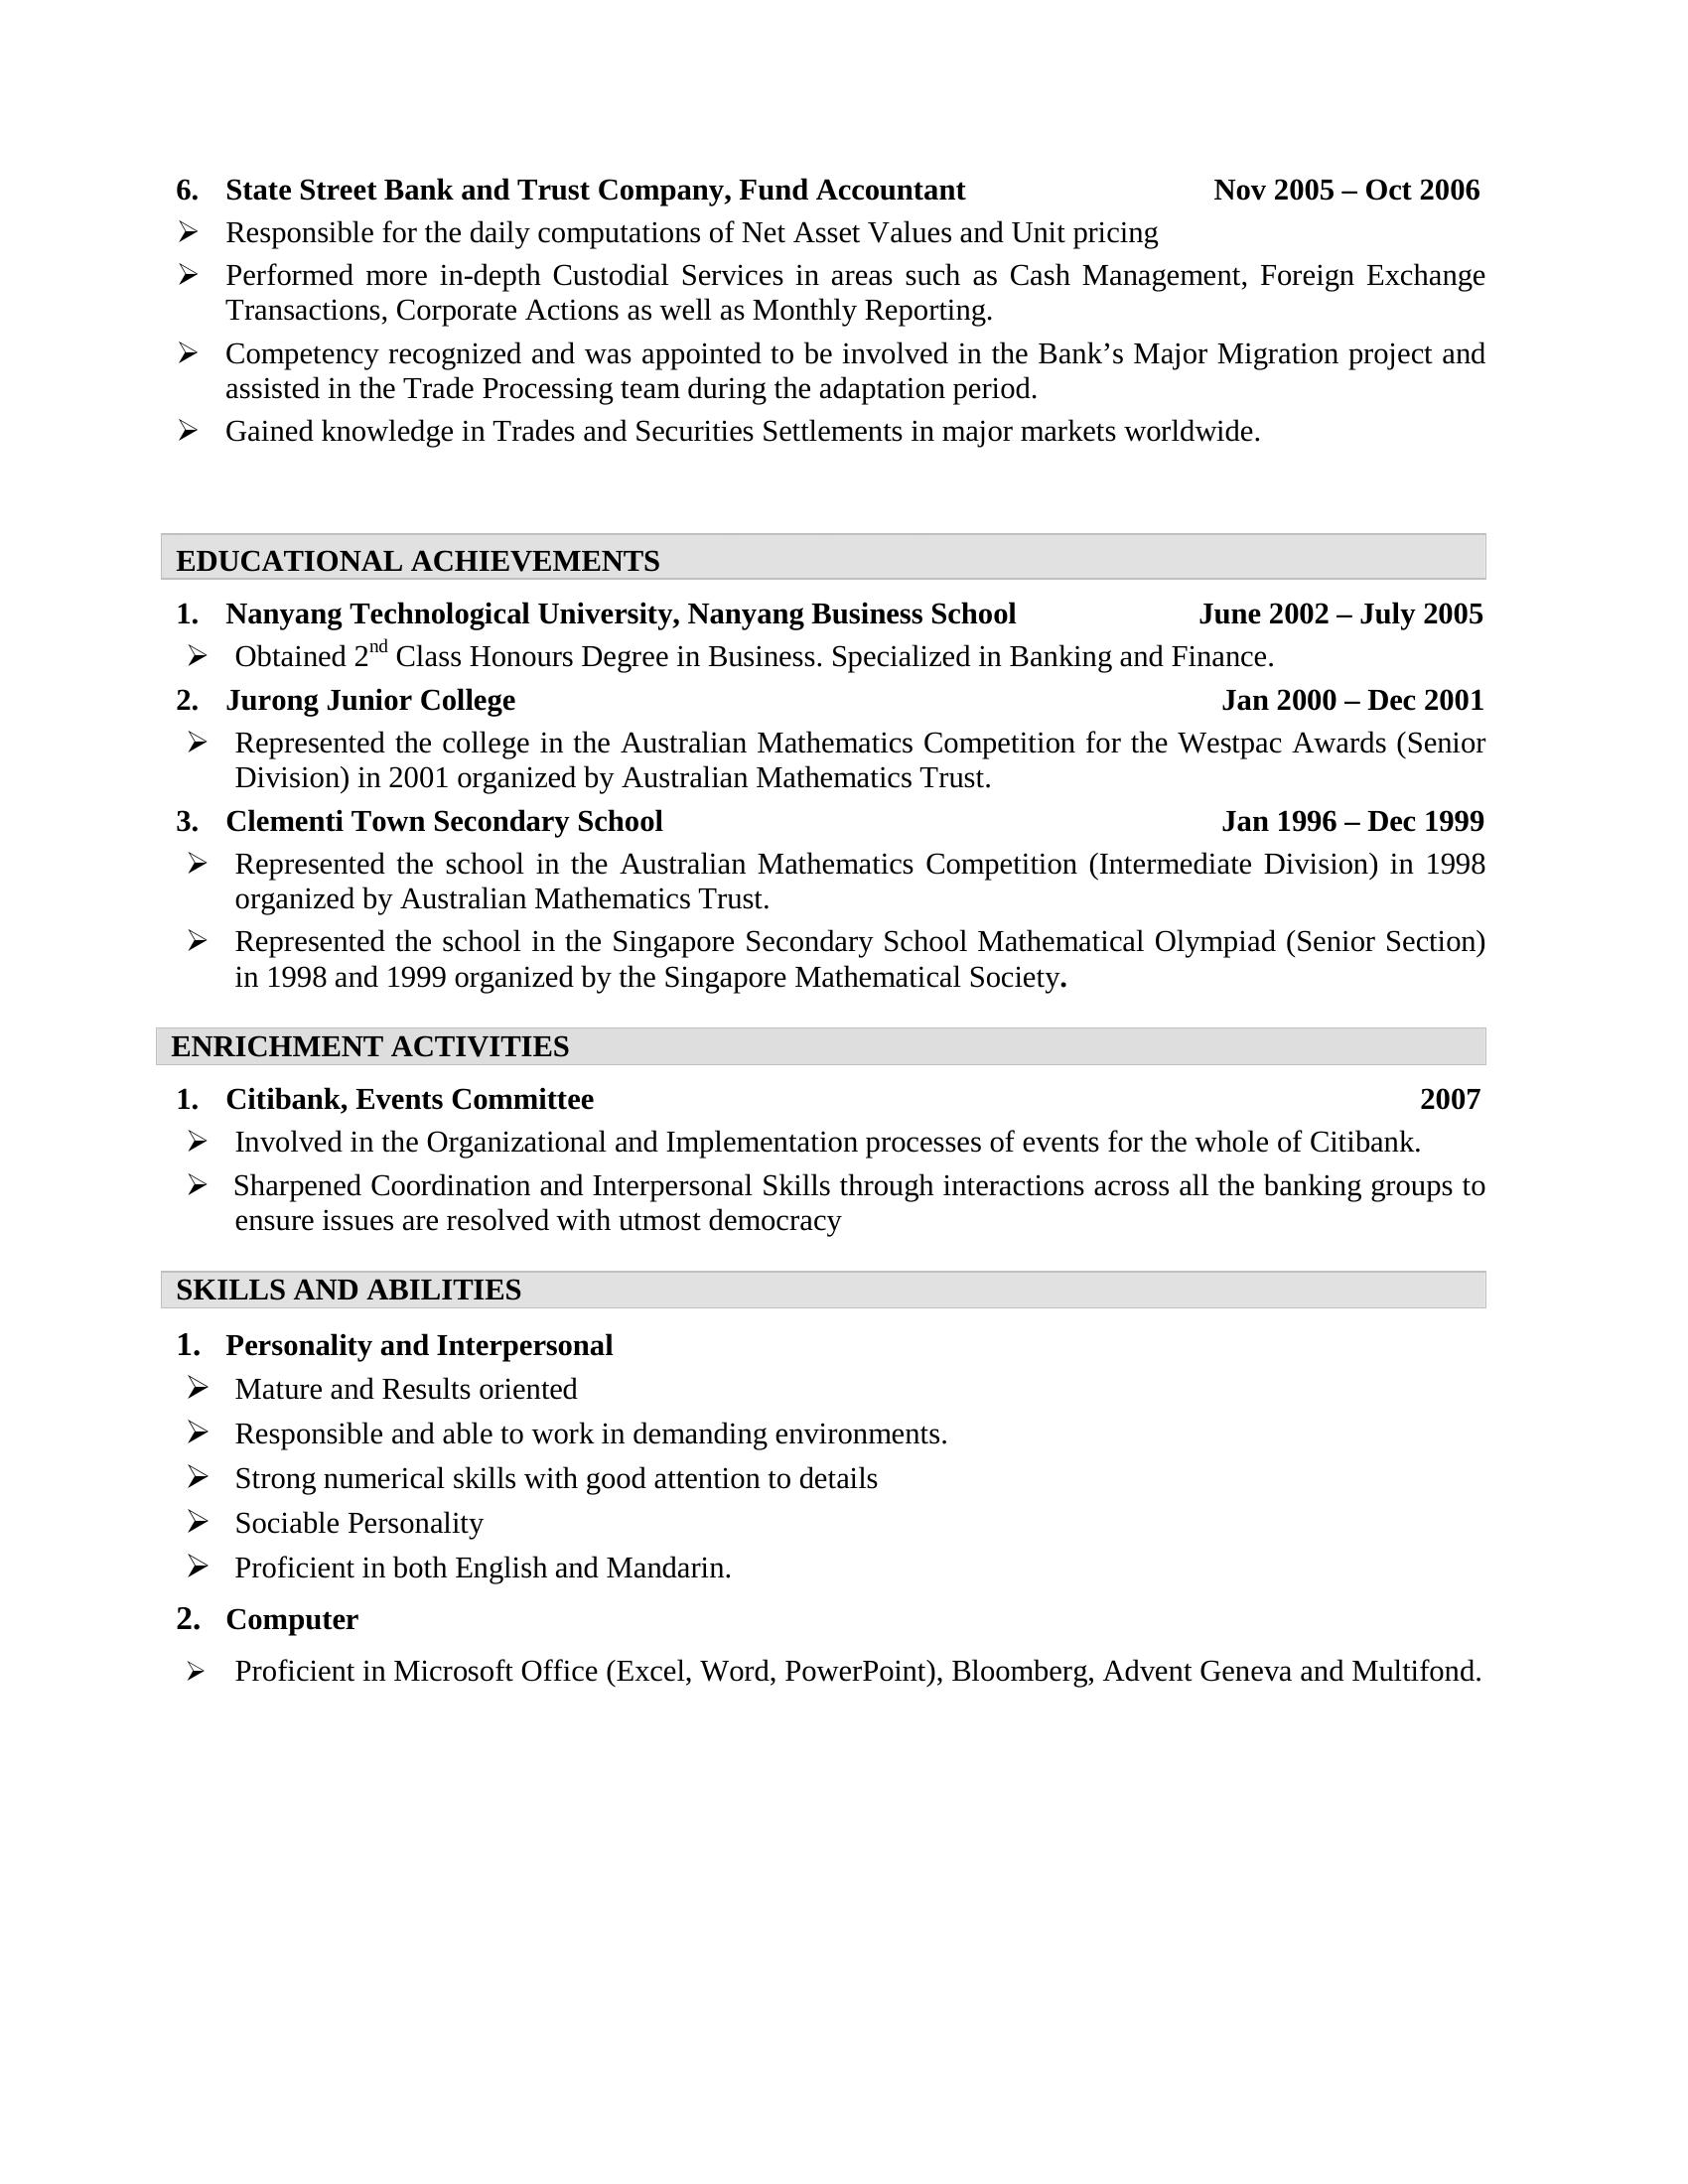 6. State Street Bank and Trust Company, Fund Accountant Nov 2005 – Oct 2006
➢ Responsible for the daily computations of Net Asset Values and Unit pricing
➢ Performed more in-depth Custodial Services in areas such as Cash Management, Foreign Exchange
Transactions, Corporate Actions as well as Monthly Reporting.
➢ Competency recognized and was appointed to be involved in the Bank’s Major Migration project and
assisted in the Trade Processing team during the adaptation period.
➢ Gained knowledge in Trades and Securities Settlements in major markets worldwide.
EDUCATIONAL ACHIEVEMENTS
1. Nanyang Technological University, Nanyang Business School June 2002 – July 2005
➢ Obtained 2nd Class Honours Degree in Business. Specialized in Banking and Finance.
2. Jurong Junior College Jan 2000 – Dec 2001
➢ Represented the college in the Australian Mathematics Competition for the Westpac Awards (Senior
Division) in 2001 organized by Australian Mathematics Trust.
3. Clementi Town Secondary School Jan 1996 – Dec 1999
➢ Represented the school in the Australian Mathematics Competition (Intermediate Division) in 1998
organized by Australian Mathematics Trust.
➢ Represented the school in the Singapore Secondary School Mathematical Olympiad (Senior Section)
in 1998 and 1999 organized by the Singapore Mathematical Society.
ENRICHMENT ACTIVITIES
1. Citibank, Events Committee 2007
➢ Involved in the Organizational and Implementation processes of events for the whole of Citibank.
➢ Sharpened Coordination and Interpersonal Skills through interactions across all the banking groups to
ensure issues are resolved with utmost democracy
SKILLS AND ABILITIES
1. Personality and Interpersonal
➢ Mature and Results oriented
➢ Responsible and able to work in demanding environments.
➢ Strong numerical skills with good attention to details
➢ Sociable Personality
➢ Proficient in both English and Mandarin.
2. Computer
➢ Proficient in Microsoft Office (Excel, Word, PowerPoint), Bloomberg, Advent Geneva and Multifond.